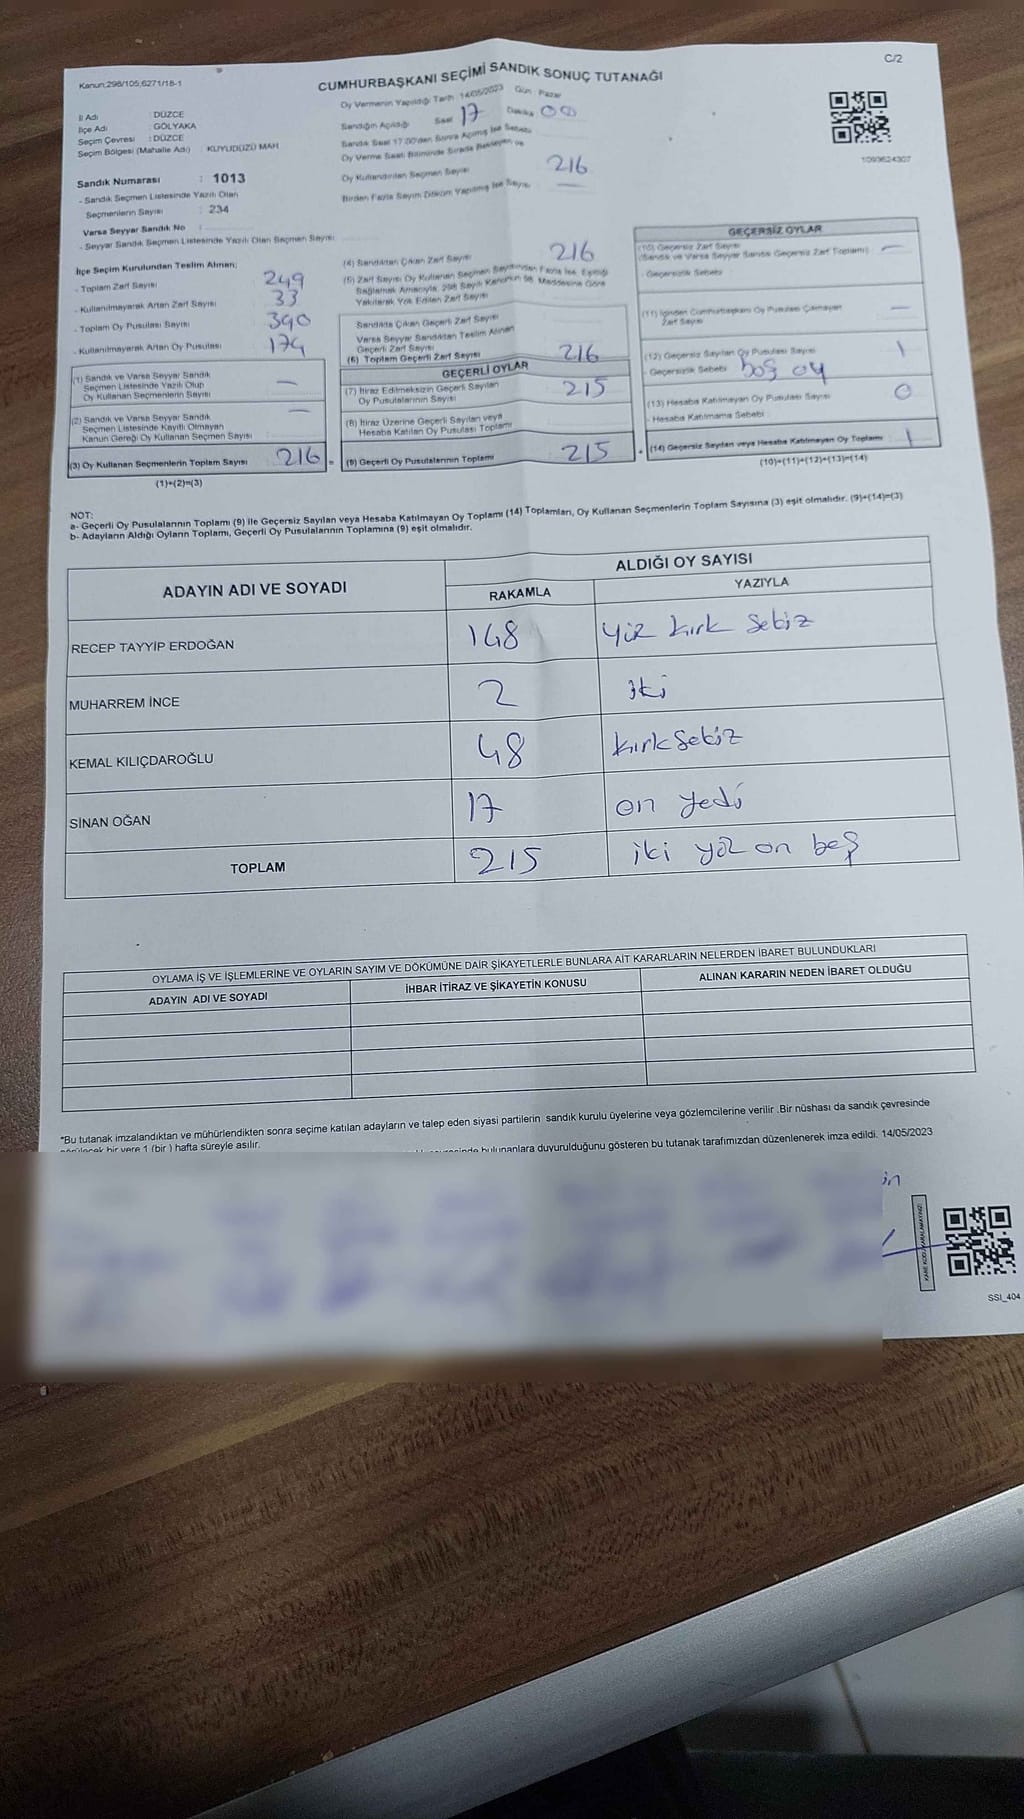 Kanun:298/105,6271/18-1
C/2
CUMHURBAŞKANI SEÇİMİ SANDIK SONUÇ TUTANAĞI
İl Adı : DÜZCE
İlçe Adı : GÖLYAKA
Seçim Çevresi : DÜZCE
Seçim Bölgesi (Mahalle Adı) : KUYUDÜZÜ MAH
Sandık Numarası : 1013
- Sandık Seçmen Listesinde Yazılı Olan
Seçmenlerin Sayısı : 234
Varsa Seyyar Sandık No :
- Seyyar Sandık Seçmen Listesinde Yazılı Olan Seçmen Sayısı
Oy Vermenin Yapıldığı Tarih : 14/05/2023 Gün : Pazar
Sandığın Açıldığı Saat 17 Dakika 00
Sandık Saat 17.00'den Sonra Açılmış İse Sebebi
Oy Verme Saati Bitiminde Sırada Bekleyen ve
Oy Kullandırılan Seçmen Sayısı 216
Birden Fazla Sayım Döküm Yapılmış İse Sayısı —
1093624307
İlçe Seçim Kurulundan Teslim Alınan;
- Toplam Zarf Sayısı 249
- Kullanılmayarak Artan Zarf Sayısı 33
- Toplam Oy Pusulası Sayısı 390
- Kullanılmayarak Artan Oy Pusulası 174
(1) Sandık ve Varsa Seyyar Sandık
Seçmen Listesinde Yazılı Olup
Oy Kullanan Seçmenlerin Sayısı —
(2) Sandık ve Varsa Seyyar Sandık
Seçmen Listesinde Kayıtlı Olmayan
Kanun Gereği Oy Kullanan Seçmen Sayısı —
(3) Oy Kullanan Seçmenlerin Toplam Sayısı 216 =
(1)+(2)=(3)
(4) Sandıktan Çıkan Zarf Sayısı 216
(5) Zarf Sayısı Oy Kullanan Seçmen Sayısından Fazla İse, Eşitliği
Sağlamak Amacıyla, 298 Sayılı Kanunun 98. Maddesine Göre
Yakılarak Yok Edilen Zarf Sayısı
Sandıkta Çıkan Geçerli Zarf Sayısı
Varsa Seyyar Sandıktan Teslim Alınan
Geçerli Zarf Sayısı
(6) Toplam Geçerli Zarf Sayısı 216
GEÇERLİ OYLAR
(7) İtiraz Edilmeksizin Geçerli Sayılan
Oy Pusulalarının Sayısı 215
(8) İtiraz Üzerine Geçerli Sayılan veya
Hesaba Katılan Oy Pusulası Toplamı
(9) Geçerli Oy Pusulalarının Toplamı 215 +
GEÇERSİZ OYLAR
(10) Geçersiz Zarf Sayısı
(Sandık ve Varsa Seyyar Sandık Geçersiz Zarf Toplamı) —
- Geçersizlik Sebebi
(11) İçinden Cumhurbaşkanı Oy Pusulası Çıkmayan
Zarf Sayısı —
(12) Geçersiz Sayılan Oy Pusulası Sayısı 1
- Geçersizlik Sebebi boş oy
(13) Hesaba Katılmayan Oy Pusulası Sayısı 0
- Hesaba Katılmama Sebebi :
(14) Geçersiz Sayılan veya Hesaba Katılmayan Oy Toplamı 1
(10)+(11)+(12)+(13)=(14)
NOT:
a- Geçerli Oy Pusulalarının Toplamı (9) ile Geçersiz Sayılan veya Hesaba Katılmayan Oy Toplamı (14) Toplamları, Oy Kullanan Seçmenlerin Toplam Sayısına (3) eşit olmalıdır. (9)+(14)=(3)
b- Adayların Aldığı Oyların Toplamı, Geçerli Oy Pusulalarının Toplamına (9) eşit olmalıdır.
ADAYIN ADI VE SOYADI
ALDIĞI OY SAYISI
RAKAMLA YAZIYLA
RECEP TAYYİP ERDOĞAN 148 yüz kırk sekiz
MUHARREM İNCE 2 iki
KEMAL KILIÇDAROĞLU 48 kırk sekiz
SİNAN OĞAN 17 on yedi
TOPLAM 215 iki yüz on beş
OYLAMA İŞ VE İŞLEMLERİNE VE OYLARIN SAYIM VE DÖKÜMÜNE DAİR ŞİKAYETLERLE BUNLARA AİT KARARLARIN NELERDEN İBARET BULUNDUKLARI
ADAYIN ADI VE SOYADI İHBAR İTİRAZ VE ŞİKAYETİN KONUSU ALINAN KARARIN NEDEN İBARET OLDUĞU
*Bu tutanak imzalandıktan ve mühürlendikten sonra seçime katılan adayların ve talep eden siyasi partilerin sandık kurulu üyelerine veya gözlemcilerine verilir .Bir nüshası da sandık çevresinde
görülecek bir yere 1 (bir ) hafta süreyle asılır.
bulunanlara duyurulduğunu gösteren bu tutanak tarafımızdan düzenlenerek imza edildi. 14/05/2023
SSI_404